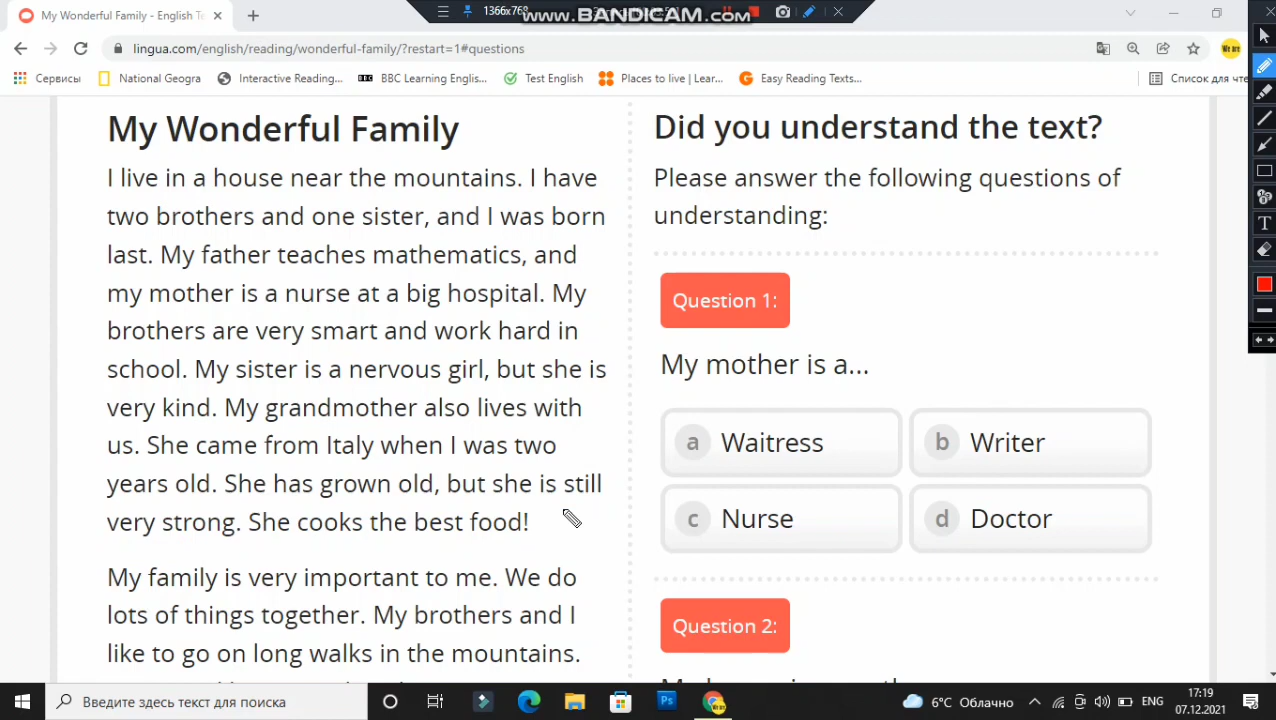 My Wonderful Family - English Te
1366x768
www.BANDICAM.com
lingua.com/english/reading/wonderful-family/?restart=1#questions
We are
Сервисы
National Geogra
Interactive Reading...
BBC Learning Englis...
Test English
Places to live | Lear...
Easy Reading Texts...
Список для чте
My Wonderful Family
I live in a house near the mountains. I have
two brothers and one sister, and I was born
last. My father teaches mathematics, and
my mother is a nurse at a big hospital. My
brothers are very smart and work hard in
school. My sister is a nervous girl, but she is
very kind. My grandmother also lives with
us. She came from Italy when I was two
years old. She has grown old, but she is still
very strong. She cooks the best food!
My family is very important to me. We do
lots of things together. My brothers and I
like to go on long walks in the mountains.
Did you understand the text?
Please answer the following questions of
understanding:
Question 1:
My mother is a...
a Waitress
b Writer
c Nurse
d Doctor
Question 2:
Введите здесь текст для поиска
Ps
6°C Облачно
ENG
17:19
07.12.2021